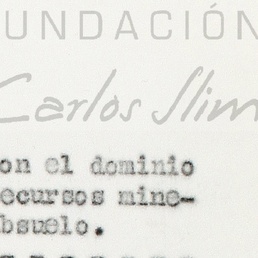 UNDACIÓN
Carlos Slim
on el dominio
ecursos mine-
bsuelo.